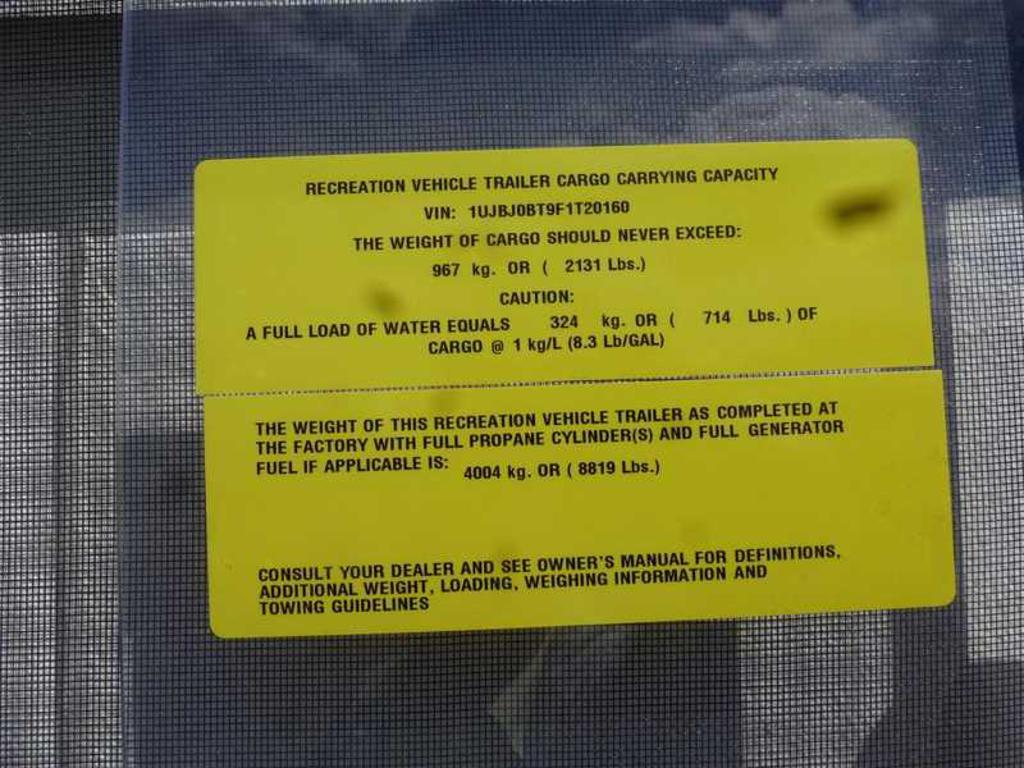 RECREATION VEHICLE TRAILER CARGO CARRYING CAPACITY
VIN: 1UJBJ0BT9F1T20160
THE WEIGHT OF CARGO SHOULD NEVER EXCEED:
967 kg. OR ( 2131 Lbs.)
CAUTION:
A FULL LOAD OF WATER EQUALS 324 kg. OR ( 714 Lbs. ) OF
CARGO @ 1 kg/L (8.3 Lb/GAL)
THE WEIGHT OF THIS RECREATION VEHICLE TRAILER AS COMPLETED AT
THE FACTORY WITH FULL PROPANE CYLINDER(S) AND FULL GENERATOR
FUEL IF APPLICABLE IS: 4004 kg. OR ( 8819 Lbs.)
CONSULT YOUR DEALER AND SEE OWNER'S MANUAL FOR DEFINITIONS,
ADDITIONAL WEIGHT, LOADING, WEIGHING INFORMATION AND
TOWING GUIDELINES